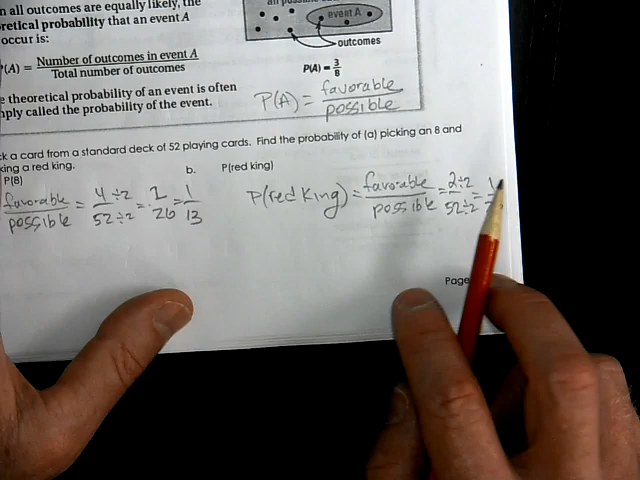 n all outcomes are equally likely, the
retical probability that an event A
occur is:
(A) = Number of outcomes in event A / Total number of outcomes
e theoretical probability of an event is often
mply called the probability of the event.
event A
outcomes
P(A) = 3/8
P(A) = favorable / possible
ck a card from a standard deck of 52 playing cards. Find the probability of (a) picking an 8 and
king a red king.
P(8)
b. P(red king)
favorable / possible = 4 ÷2 / 52 ÷2 = 2 / 26 = 1 / 13
P(red King) = favorable / possible = 2 ÷2 / 52 ÷2 = 1
Page